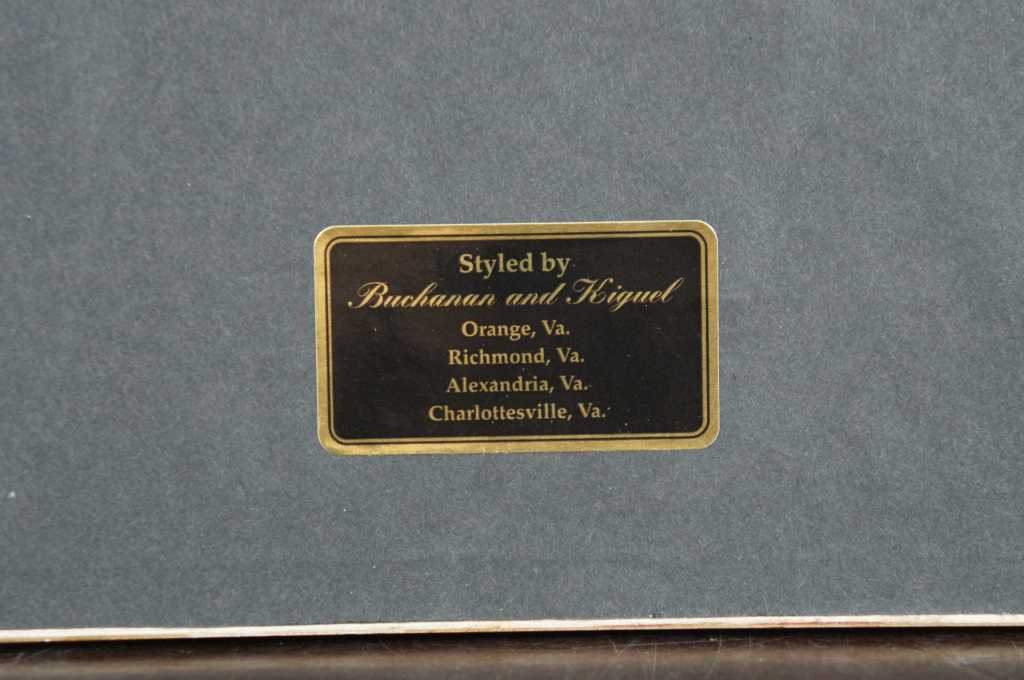 Styled by
Buchanan and Kiguel
Orange, Va.
Richmond, Va.
Alexandria, Va.
Charlottesville, Va.